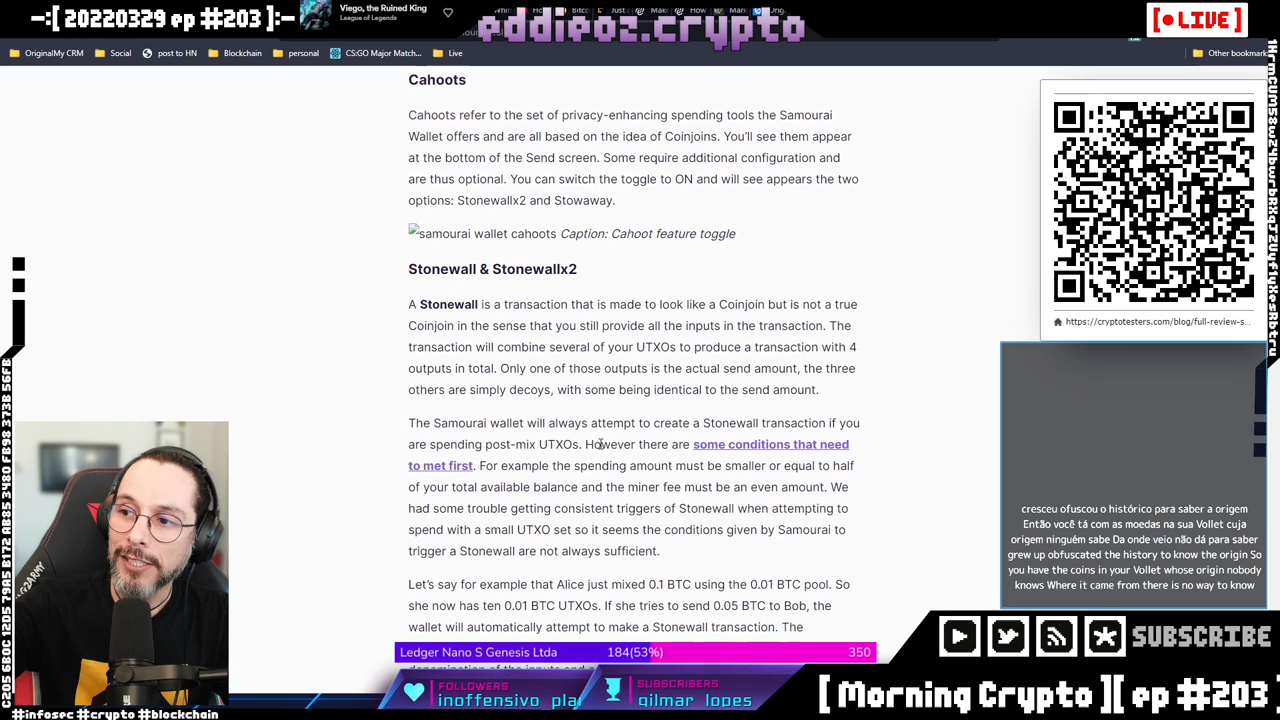 -:[ 20220329 ep #203 ]:-
Viego, the Ruined King
League of Legends
eddieoz.crypto
[ LIVE ]
OriginalMy CRM
Social
post to HN
Blockchain
personal
CS:GO Major Match...
Live
Other bookmark
Cahoots
Cahoots refer to the set of privacy-enhancing spending tools the Samourai
Wallet offers and are all based on the idea of Coinjoins. You'll see them appear
at the bottom of the Send screen. Some require additional configuration and
are thus optional. You can switch the toggle to ON and will see appears the two
options: Stonewallx2 and Stowaway.
samourai wallet cahoots Caption: Cahoot feature toggle
Stonewall & Stonewallx2
A Stonewall is a transaction that is made to look like a Coinjoin but is not a true
Coinjoin in the sense that you still provide all the inputs in the transaction. The
transaction will combine several of your UTXOs to produce a transaction with 4
outputs in total. Only one of those outputs is the actual send amount, the three
others are simply decoys, with some being identical to the send amount.
The Samourai wallet will always attempt to create a Stonewall transaction if you
are spending post-mix UTXOs. However there are some conditions that need
to met first. For example the spending amount must be smaller or equal to half
of your total available balance and the miner fee must be an even amount. We
had some trouble getting consistent triggers of Stonewall when attempting to
spend with a small UTXO set so it seems the conditions given by Samourai to
trigger a Stonewall are not always sufficient.
Let's say for example that Alice just mixed 0.1 BTC using the 0.01 BTC pool. So
she now has ten 0.01 BTC UTXOs. If she tries to send 0.05 BTC to Bob, the
wallet will automatically attempt to make a Stonewall transaction. The
https://cryptotesters.com/blog/full-review-s...
cresceu ofuscou o histórico para saber a origem
Então você tá com as moedas na sua Vollet cuja
origem ninguém sabe Da onde veio não dá para saber
grew up obfuscated the history to know the origin So
you have the coins in your Vollet whose origin nobody
knows Where it came from there is no way to know
Ledger Nano S Genesis Ltda 184(53%) 350
FOLLOWERS
inoffensivo_pla
SUBSCRIBERS
gilmar_lopes
SUBSCRIBE
[ Morning Crypto ][ ep #203 ]
#infosec #crypto #blockchain